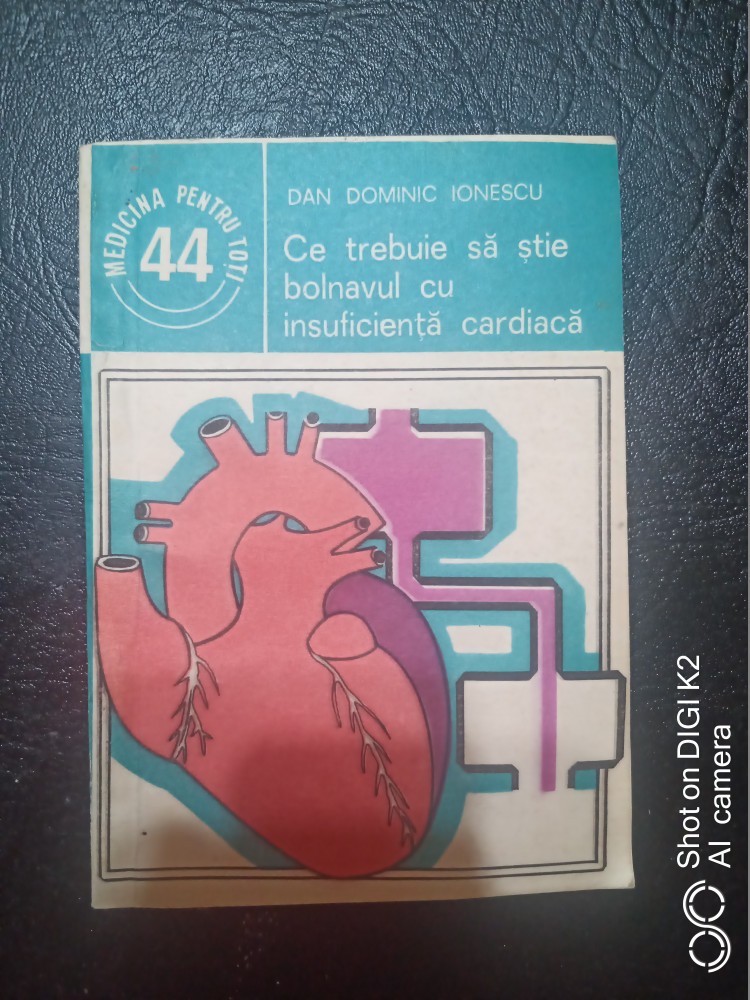 MEDICINA PENTRU TOȚI
44
DAN DOMINIC IONESCU
Ce trebuie să știe
bolnavul cu
insuficiență cardiacă
Shot on DIGI K2
AI camera